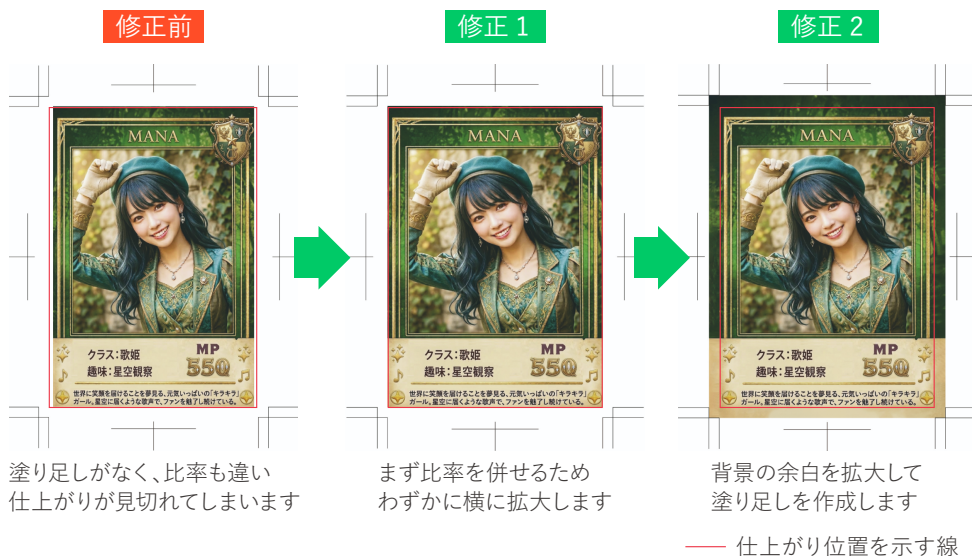 修正前
修正1
修正2
MANA
クラス:歌姫
趣味:星空観察
MP
550
世界に笑顔を届けることを夢見る、元気いっぱいの「キラキラ」
ガール。星空に届くような歌声で、ファンを魅了し続けている。
MANA
クラス:歌姫
趣味:星空観察
MP
550
世界に笑顔を届けることを夢見る、元気いっぱいの「キラキラ」
ガール。星空に届くような歌声で、ファンを魅了し続けている。
MANA
クラス:歌姫
趣味:星空観察
MP
550
世界に笑顔を届けることを夢見る、元気いっぱいの「キラキラ」
ガール。星空に届くような歌声で、ファンを魅了し続けている。
塗り足しがなく、比率も違い
仕上がりが見切れてしまいます
まず比率を併せるため
わずかに横に拡大します
背景の余白を拡大して
塗り足しを作成します
仕上がり位置を示す線